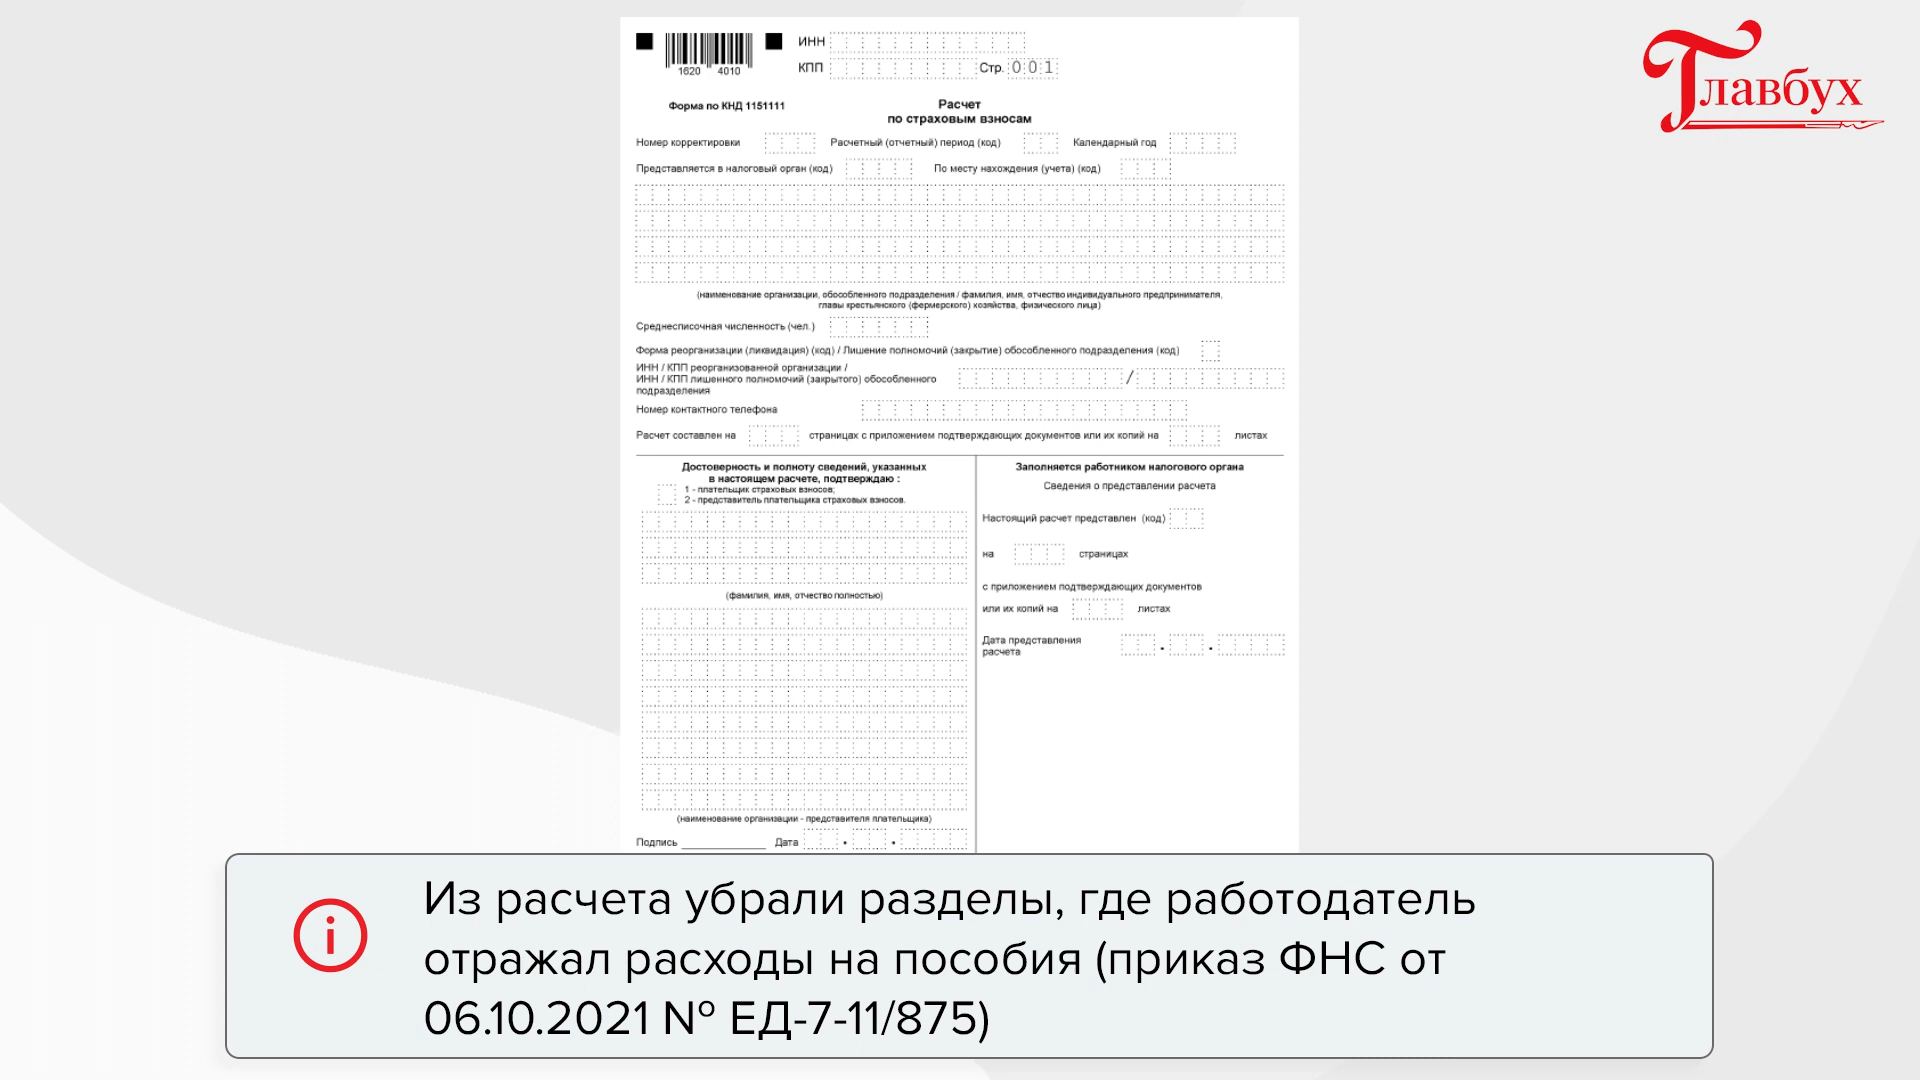 Главбух
ИНН
КПП
Стр. 001
1620 4010
Форма по КНД 1151111
Расчет
по страховым взносам
Номер корректировки Расчетный (отчетный) период (код) Календарный год
Представляется в налоговый орган (код) По месту нахождения (учета) (код)
(наименование организации, обособленного подразделения / фамилия, имя, отчество индивидуального предпринимателя,
главы крестьянского (фермерского) хозяйства, физического лица)
Среднесписочная численность (чел.)
Форма реорганизации (ликвидация) (код) / Лишение полномочий (закрытие) обособленного подразделения (код)
ИНН / КПП реорганизованной организации /
ИНН / КПП лишенного полномочий (закрытого) обособленного
подразделения
/
Номер контактного телефона
Расчет составлен на страницах с приложением подтверждающих документов или их копий на листах
Достоверность и полноту сведений, указанных
в настоящем расчете, подтверждаю :
1 - плательщик страховых взносов;
2 - представитель плательщика страховых взносов.
(фамилия, имя, отчество полностью)
(наименование организации - представителя плательщика)
Подпись Дата . .
Заполняется работником налогового органа
Сведения о представлении расчета
Настоящий расчет представлен (код)
на страницах
с приложением подтверждающих документов
или их копий на листах
Дата представления
расчета . .
Из расчета убрали разделы, где работодатель
отражал расходы на пособия (приказ ФНС от
06.10.2021 № ЕД-7-11/875)